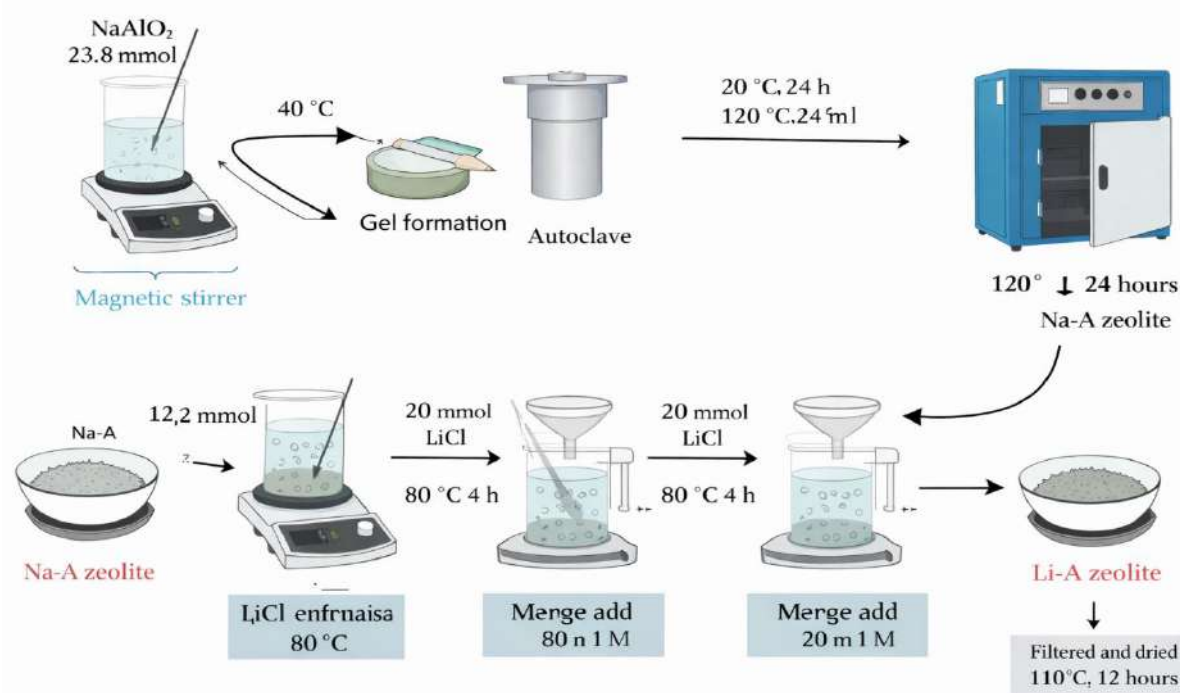 NaAlO₂
23.8 mmol
40 °C
Gel formation
Autoclave
20 °C, 24 h
120 °C.24 ml
Magnetic stirrer
120° ↓ 24 hours
Na-A zeolite
Na-A
12,2 mmol
20 mmol
LiCl
80 °C 4 h
20 mmol
LiCl
80 °C 4 h
Na-A zeolite
Li-A zeolite
LiCl enfrnaisa
80 °C
Menge add
80 n 1 M
Merge add
20 m 1 M
Filtered and dried
110°C, 12 hours